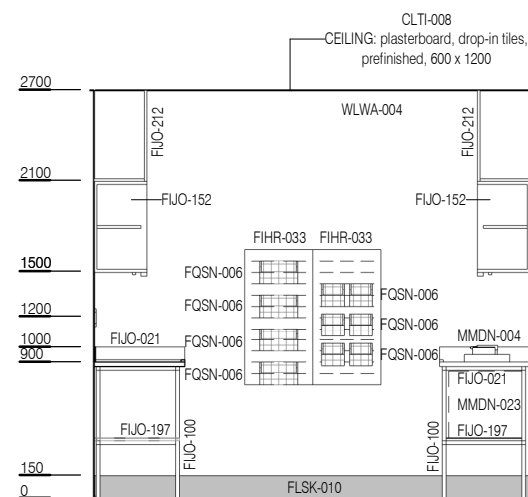 CLTI-008
CEILING: plasterboard, drop-in tiles,
prefinished, 600 x 1200
2700
WLWA-004
FIJO-212
FIJO-212
2100
FIJO-152
FIJO-152
FIHR-033
FIHR-033
1500
FQSN-006
FQSN-006
FQSN-006
FQSN-006
1200
1000
FIJO-021
FQSN-006
FQSN-006
MMDN-004
900
FQSN-006
FIJO-021
MMDN-023
FIJO-197
FIJO-100
FIJO-100
FIJO-197
150
0
FLSK-010